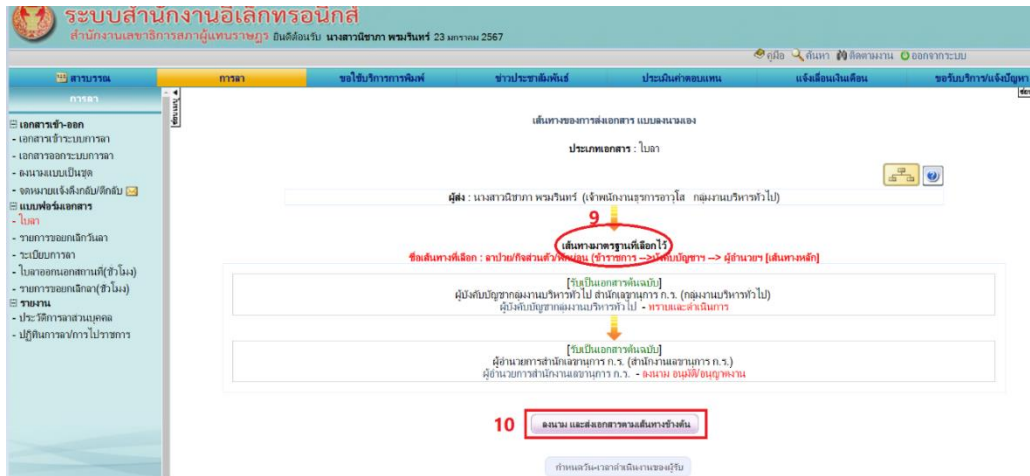 ระบบสำนักงานอิเล็กทรอนิกส์
สำนักงานเลขาธิการสภาผู้แทนราษฎร ยินดีต้อนรับ นางสาวนิชาภา พรมรินทร์ 23 มกราคม 2567
คู่มือ ค้นหา ติดตามงาน ออกจากระบบ
สารบรรณ การลา ขอใช้บริการการพิมพ์ ข่าวประชาสัมพันธ์ ประเมินค่าตอบแทน แจ้งเลื่อนเงินเดือน ขอรับบริการ/แจ้งปัญหา
การลา
ซ่อนเมนู
เอกสารเข้า-ออก
- เอกสารเข้าระบบการลา
- เอกสารออกระบบการลา
- ลงนามแบบเป็นชุด
- จดหมายแจ้งดึงกลับ/ตีกลับ
แบบฟอร์มเอกสาร
- ใบลา
- รายการขอยกเลิกวันลา
- ระเบียบการลา
- ใบลาออกนอกสถานที่(ชั่วโมง)
- รายการขอยกเลิกลา(ชั่วโมง)
รายงาน
- ประวัติการลาส่วนบุคคล
- ปฏิทินการลา/การไปราชการ
เส้นทางของการส่งเอกสาร แบบลงนามเอง
ประเภทเอกสาร : ใบลา
ผู้ส่ง : นางสาวนิชาภา พรมรินทร์ (เจ้าพนักงานธุรการอาวุโส กลุ่มงานบริหารทั่วไป)
9
เส้นทางมาตรฐานที่เลือกไว้
ชื่อเส้นทางที่เลือก : ลาป่วย/กิจส่วนตัว/พักผ่อน (ข้าราชการ -->ผู้บังคับบัญชาฯ --> ผู้อำนวยฯ [เส้นทางหลัก]
[รับเป็นเอกสารต้นฉบับ]
ผู้บังคับบัญชากลุ่มงานบริหารทั่วไป สำนักเลขานุการ ก.ร. (กลุ่มงานบริหารทั่วไป)
ผู้บังคับบัญชากลุ่มงานบริหารทั่วไป - ทราบและดำเนินการ
[รับเป็นเอกสารต้นฉบับ]
ผู้อำนวยการสำนักเลขานุการ ก.ร. (สำนักงานเลขานุการ ก.ร.)
ผู้อำนวยการสำนักงานเลขานุการ ก.ร. - ลงนาม อนุมัติ/อนุญาตงาน
10 ลงนาม และส่งเอกสารตามเส้นทางข้างต้น
กำหนดวัน-เวลาดำเนินงานของผู้รับ